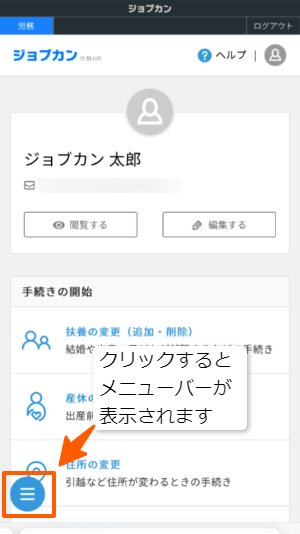 ジョブカン
労務
ログアウト
ジョブカン 労務HR
ヘルプ
ジョブカン 太郎
閲覧する
編集する
手続きの開始
扶養の変更（追加・削除）
結婚や
手続き
クリックすると
メニューバーが
表示されます
産休の
出産前
住所の変更
引越など住所が変わるときの手続き